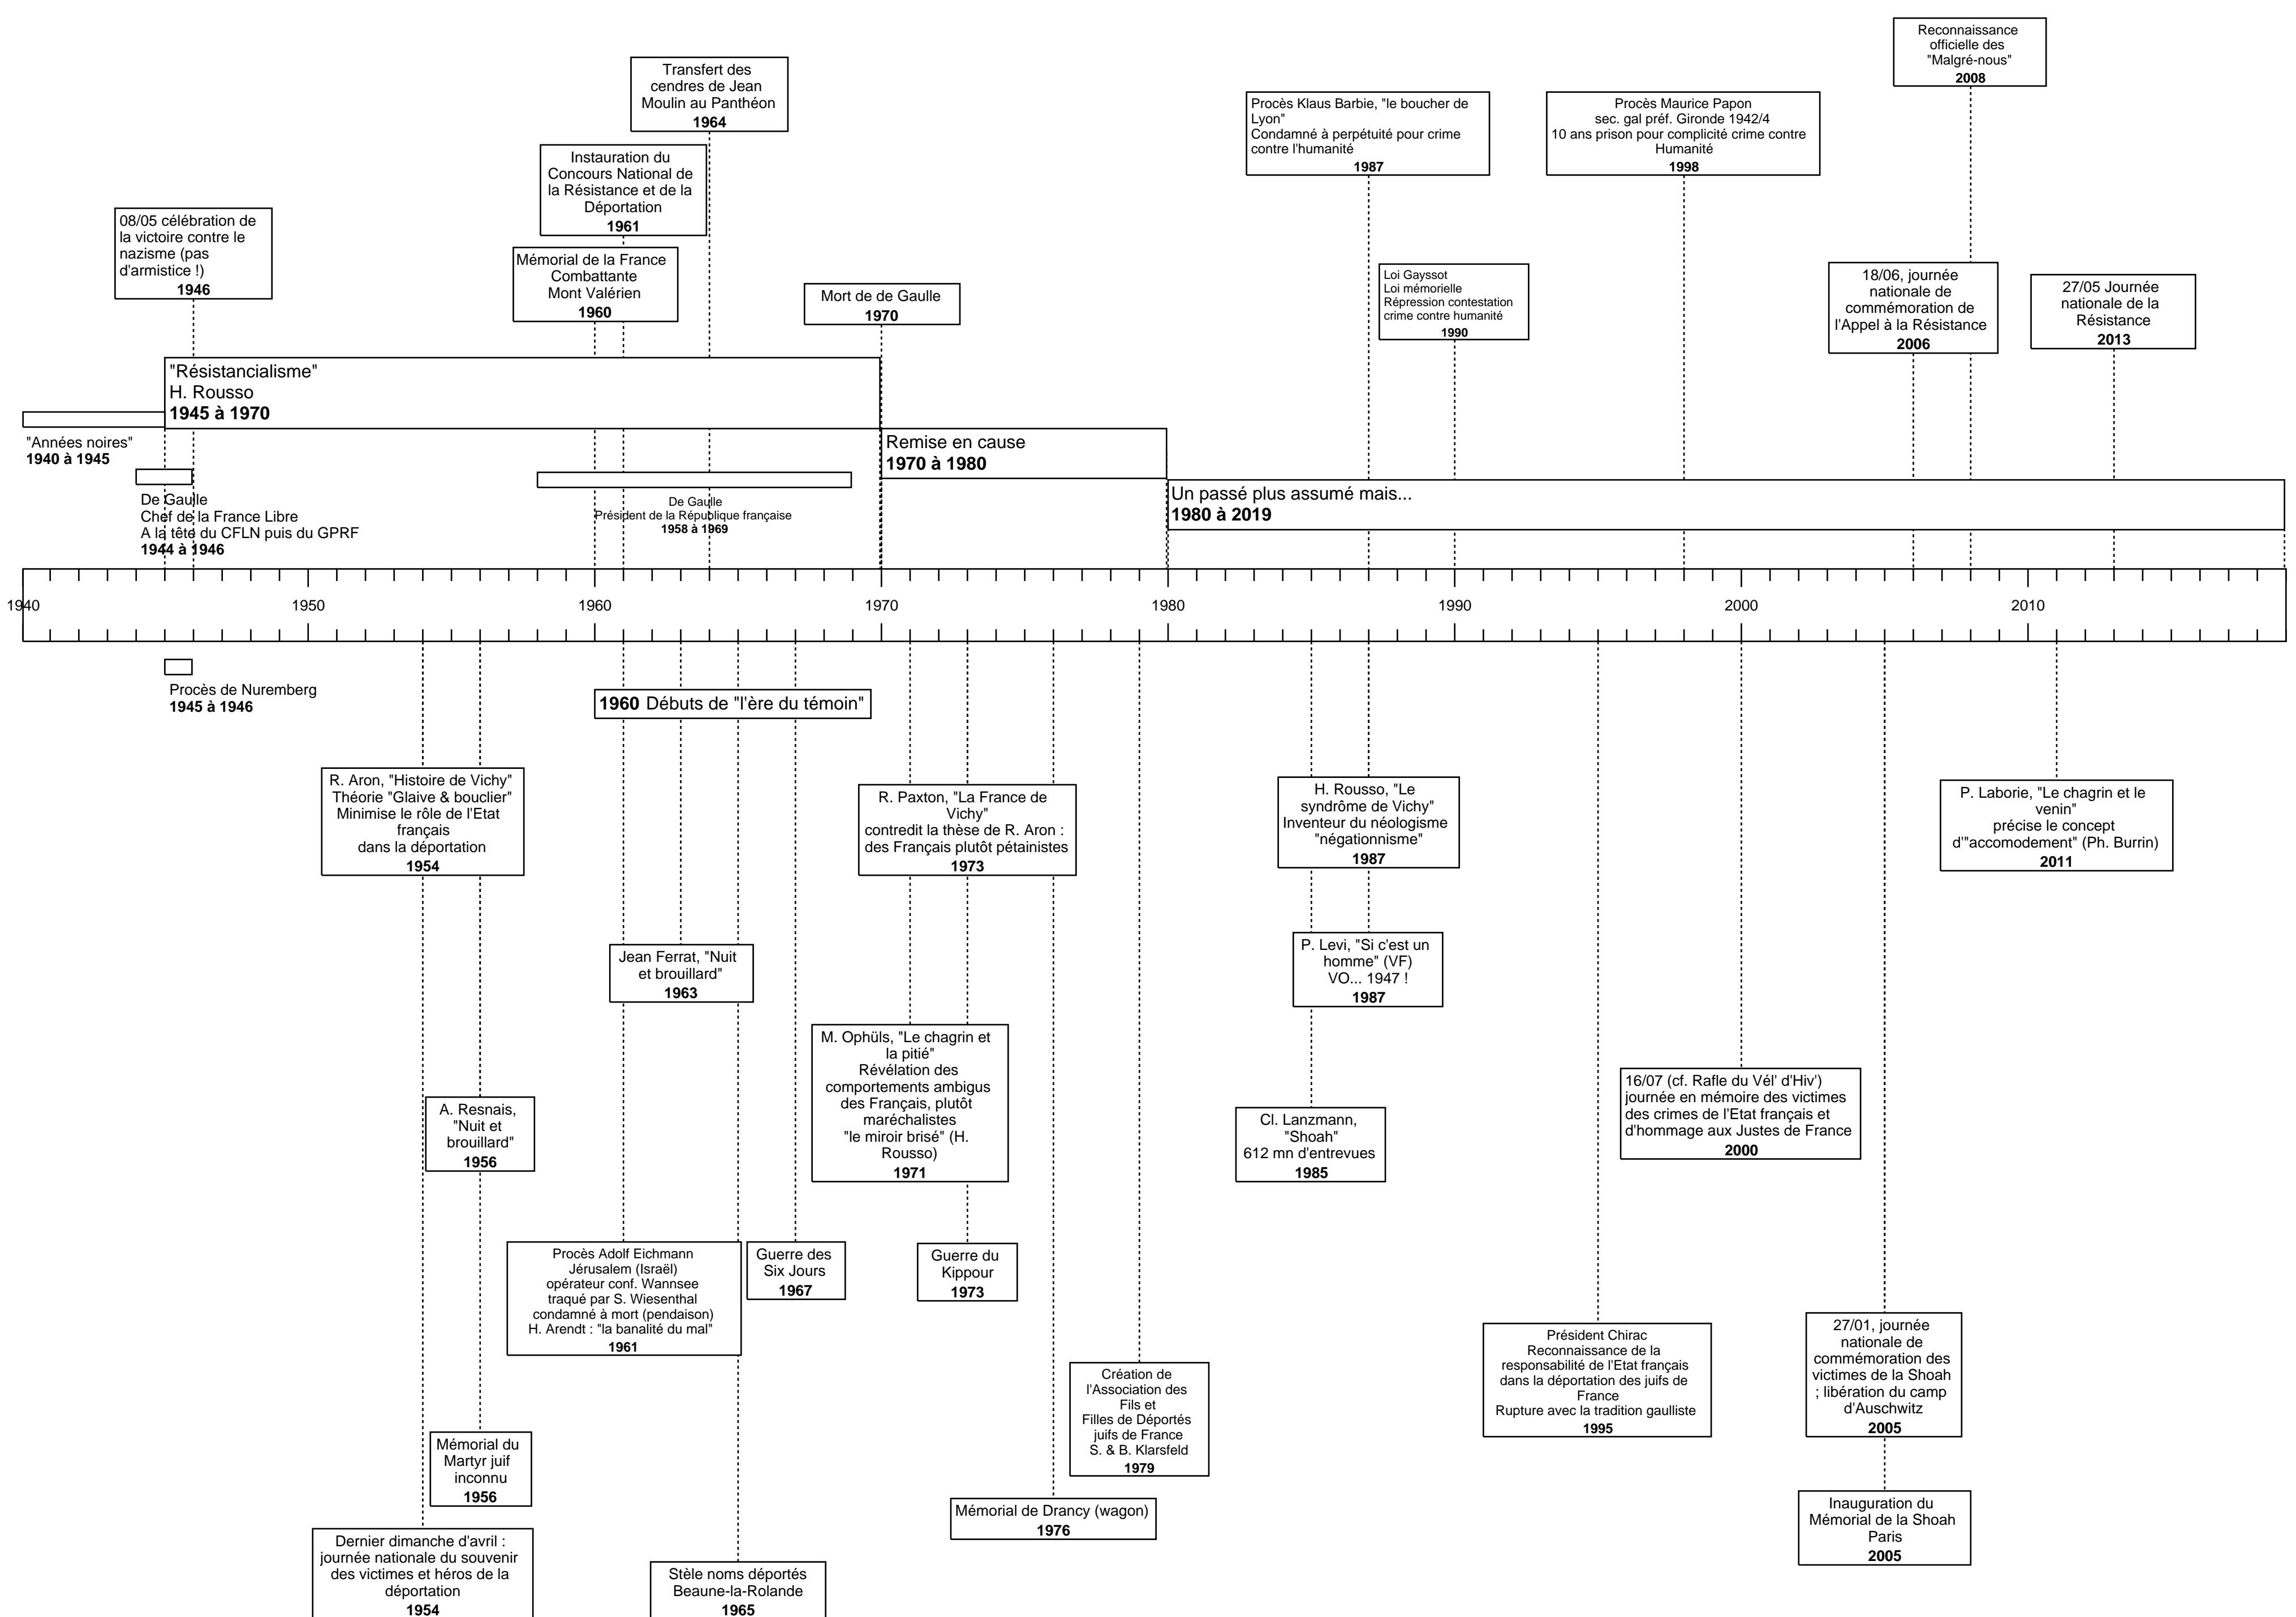 Reconnaissance
officielle des
"Malgré-nous"
2008
Transfert des
cendres de Jean
Moulin au Panthéon
1964
Procès Klaus Barbie, "le boucher de
Lyon"
Condamné à perpétuité pour crime
contre l'humanité
1987
Procès Maurice Papon
sec. gal préf. Gironde 1942/4
10 ans prison pour complicité crime contre
Humanité
1998
Instauration du
Concours National de
la Résistance et de la
Déportation
1961
08/05 célébration de
la victoire contre le
nazisme (pas
d'armistice !)
1946
Mémorial de la France
Combattante
Mont Valérien
1960
Mort de de Gaulle
1970
Loi Gayssot
Loi mémorielle
Répression contestation
crime contre humanité
1990
18/06, journée
nationale de
commémoration de
l'Appel à la Résistance
2006
27/05 Journée
nationale de la
Résistance
2013
"Résistancialisme"
H. Rousso
1945 à 1970
"Années noires"
1940 à 1945
Remise en cause
1970 à 1980
De Gaulle
Chef de la France Libre
A la tête du CFLN puis du GPRF
1944 à 1946
De Gaulle
Président de la République française
1958 à 1969
Un passé plus assumé mais...
1980 à 2019
1940
1950
1960
1970
1980
1990
2000
2010
Procès de Nuremberg
1945 à 1946
1960 Débuts de "l'ère du témoin"
R. Aron, "Histoire de Vichy"
Théorie "Glaive & bouclier"
Minimise le rôle de l'Etat
français
dans la déportation
1954
R. Paxton, "La France de
Vichy"
contredit la thèse de R. Aron :
des Français plutôt pétainistes
1973
H. Rousso, "Le
syndrôme de Vichy"
Inventeur du néologisme
"négationnisme"
1987
P. Laborie, "Le chagrin et le
venin"
précise le concept
d'"accomodement" (Ph. Burrin)
2011
Jean Ferrat, "Nuit
et brouillard"
1963
P. Levi, "Si c'est un
homme" (VF)
VO... 1947 !
1987
M. Ophüls, "Le chagrin et
la pitié"
Révélation des
comportements ambigus
des Français, plutôt
maréchalistes
"le miroir brisé" (H.
Rousso)
1971
A. Resnais,
"Nuit et
brouillard"
1956
Cl. Lanzmann,
"Shoah"
612 mn d'entrevues
1985
16/07 (cf. Rafle du Vél' d'Hiv')
journée en mémoire des victimes
des crimes de l'Etat français et
d'hommage aux Justes de France
2000
Procès Adolf Eichmann
Jérusalem (Israël)
opérateur conf. Wannsee
traqué par S. Wiesenthal
condamné à mort (pendaison)
H. Arendt : "la banalité du mal"
1961
Guerre des
Six Jours
1967
Guerre du
Kippour
1973
Président Chirac
Reconnaissance de la
responsabilité de l'Etat français
dans la déportation des juifs de
France
Rupture avec la tradition gaulliste
1995
27/01, journée
nationale de
commémoration des
victimes de la Shoah
; libération du camp
d'Auschwitz
2005
Création de
l'Association des
Fils et
Filles de Déportés
juifs de France
S. & B. Klarsfeld
1979
Mémorial du
Martyr juif
inconnu
1956
Mémorial de Drancy (wagon)
1976
Inauguration du
Mémorial de la Shoah
Paris
2005
Dernier dimanche d'avril :
journée nationale du souvenir
des victimes et héros de la
déportation
1954
Stèle noms déportés
Beaune-la-Rolande
1965